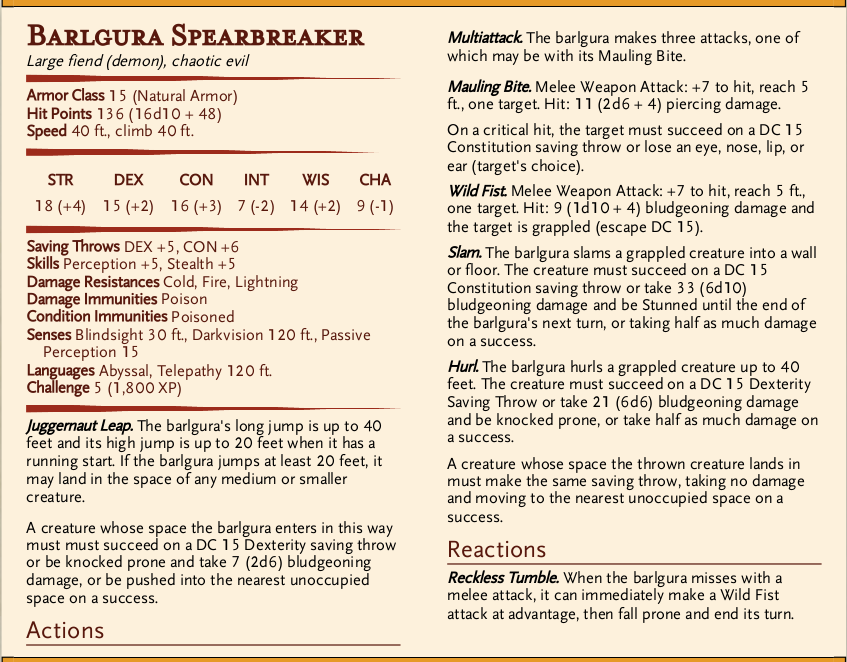 Barlgura Spearbreaker
Large fiend (demon), chaotic evil
Armor Class 15 (Natural Armor)
Hit Points 136 (16d10 + 48)
Speed 40 ft., climb 40 ft.
STR DEX CON INT WIS CHA
18 (+4) 15 (+2) 16 (+3) 7 (-2) 14 (+2) 9 (-1)
Saving Throws DEX +5, CON +6
Skills Perception +5, Stealth +5
Damage Resistances Cold, Fire, Lightning
Damage Immunities Poison
Condition Immunities Poisoned
Senses Blindsight 30 ft., Darkvision 120 ft., Passive
Perception 15
Languages Abyssal, Telepathy 120 ft.
Challenge 5 (1,800 XP)
Juggernaut Leap. The barlgura's long jump is up to 40
feet and its high jump is up to 20 feet when it has a
running start. If the barlgura jumps at least 20 feet, it
may land in the space of any medium or smaller
creature.
A creature whose space the barlgura enters in this way
must must succeed on a DC 15 Dexterity saving throw
or be knocked prone and take 7 (2d6) bludgeoning
damage, or be pushed into the nearest unoccupied
space on a success.
Actions
Multiattack. The barlgura makes three attacks, one of
which may be with its Mauling Bite.
Mauling Bite. Melee Weapon Attack: +7 to hit, reach 5
ft., one target. Hit: 11 (2d6 + 4) piercing damage.
On a critical hit, the target must succeed on a DC 15
Constitution saving throw or lose an eye, nose, lip, or
ear (target's choice).
Wild Fist. Melee Weapon Attack: +7 to hit, reach 5 ft.,
one target. Hit: 9 (1d10 + 4) bludgeoning damage and
the target is grappled (escape DC 15).
Slam. The barlgura slams a grappled creature into a wall
or floor. The creature must succeed on a DC 15
Constitution saving throw or take 33 (6d10)
bludgeoning damage and be Stunned until the end of
the barlgura's next turn, or taking half as much damage
on a success.
Hurl. The barlgura hurls a grappled creature up to 40
feet. The creature must succeed on a DC 15 Dexterity
Saving Throw or take 21 (6d6) bludgeoning damage
and be knocked prone, or take half as much damage on
a success.
A creature whose space the thrown creature lands in
must make the same saving throw, taking no damage
and moving to the nearest unoccupied space on a
success.
Reactions
Reckless Tumble. When the barlgura misses with a
melee attack, it can immediately make a Wild Fist
attack at advantage, then fall prone and end its turn.